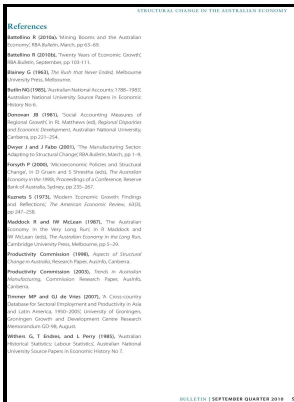 STRUCTURAL CHANGE IN THE AUSTRALIAN ECONOMY
References
Battellino R (2010a), 'Mining Booms and the Australian
Economy', RBA Bulletin, March, pp 63–69.
Battellino R (2010b), 'Twenty Years of Economic Growth',
RBA Bulletin, September, pp 103–111.
Blainey G (1963), The Rush that Never Ended, Melbourne
University Press, Melbourne.
Butlin NG (1985), 'Australian National Accounts: 1788–1983',
Australian National University Source Papers in Economic
History No 6.
Donovan JB (1981), 'Social Accounting Measures of
Regional Growth', in RL Matthews (ed), Regional Disparities
and Economic Development, Australian National University,
Canberra, pp 221–254.
Dwyer J and J Fabo (2001), 'The Manufacturing Sector:
Adapting to Structural Change', RBA Bulletin, March, pp 1–8.
Forsyth P (2000), 'Microeconomic Policies and Structural
Change', in D Gruen and S Shrestha (eds), The Australian
Economy in the 1990s, Proceedings of a Conference, Reserve
Bank of Australia, Sydney, pp 235–267.
Kuznets S (1973), 'Modern Economic Growth: Findings
and Reflections', The American Economic Review, 63(3),
pp 247–258.
Maddock R and IW McLean (1987), 'The Australian
Economy in the Very Long Run', in R Maddock and
IW McLean (eds), The Australian Economy in the Long Run,
Cambridge University Press, Melbourne, pp 5–29.
Productivity Commission (1998), Aspects of Structural
Change in Australia, Research Paper, AusInfo, Canberra.
Productivity Commission (2003), Trends in Australian
Manufacturing, Commission Research Paper, AusInfo,
Canberra.
Timmer MP and GJ de Vries (2007), 'A Cross-country
Database for Sectoral Employment and Productivity in Asia
and Latin America, 1950–2005', University of Groningen,
Groningen Growth and Development Centre Research
Memorandum GD-98, August.
Withers G, T Endres, and L Perry (1985), 'Australian
Historical Statistics: Labour Statistics', Australian National
University Source Papers in Economic History No 7.
BULLETIN | SEPTEMBER QUARTER 2010